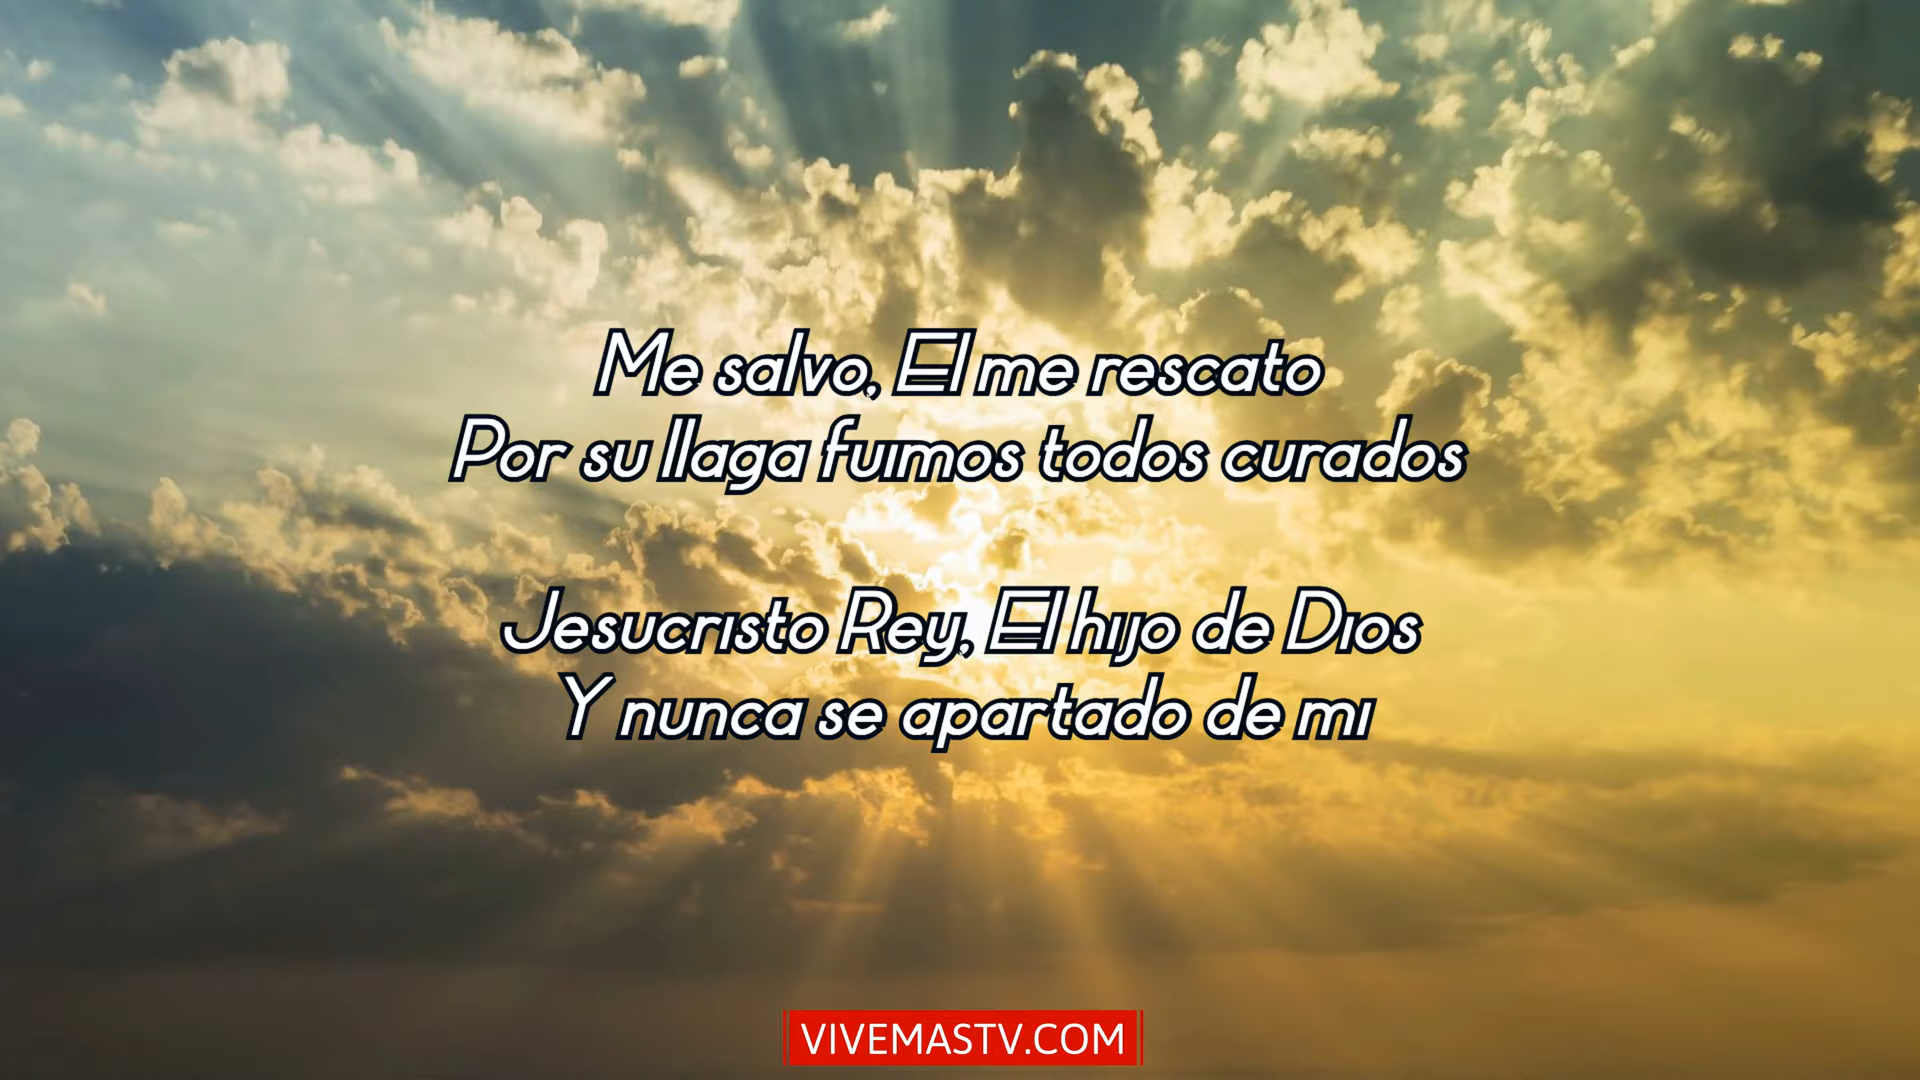 Me salvo, El me rescato
Por su llaga fuimos todos curados
Jesucristo Rey, El hijo de Dios
Y nunca se apartado de mi
VIVEMASTV.COM